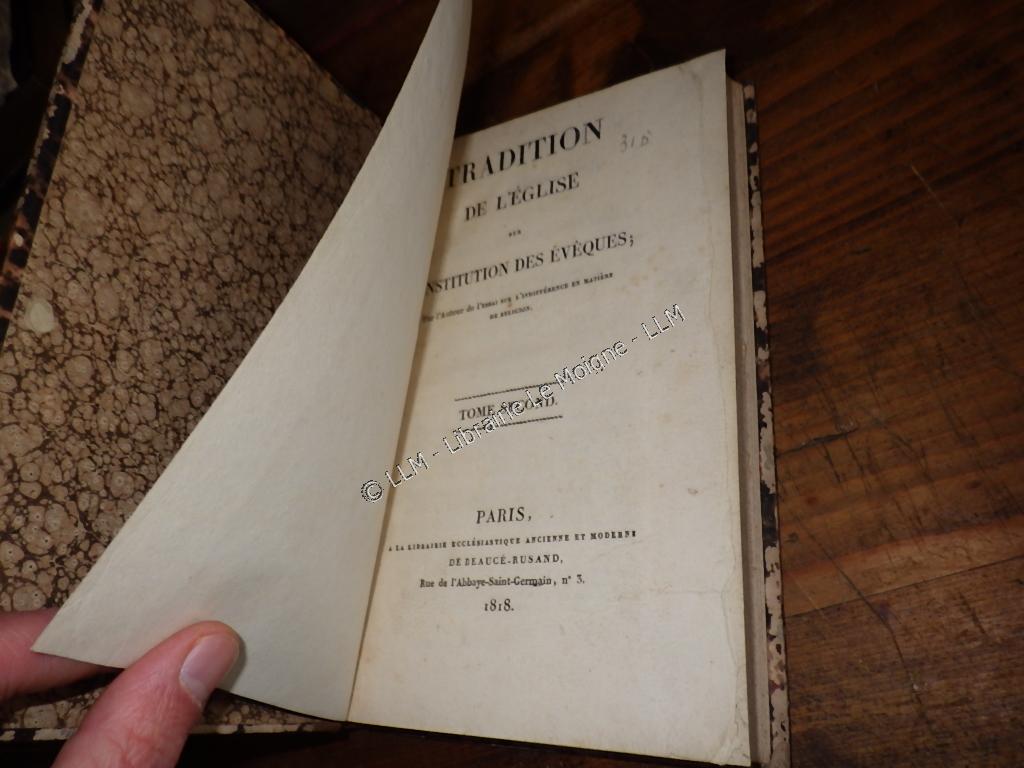 TRADITION
316
DE L'ÉGLISE
SUR
NSTITUTION DES ÉVÊQUES;
Par l'Auteur de l'ESSAI SUR L'INDIFFÉRENCE EN MATIÈRE
DE RELIGION.
TOME SECOND.
© LLM - Librairie Le Moigne - LLM
PARIS,
A LA LIBRAIRIE ECCLÉSIASTIQUE ANCIENNE ET MODERNE
DE BEAUCÉ-RUSAND,
Rue de l'Abbaye-Saint-Germain, n° 3.
1818.